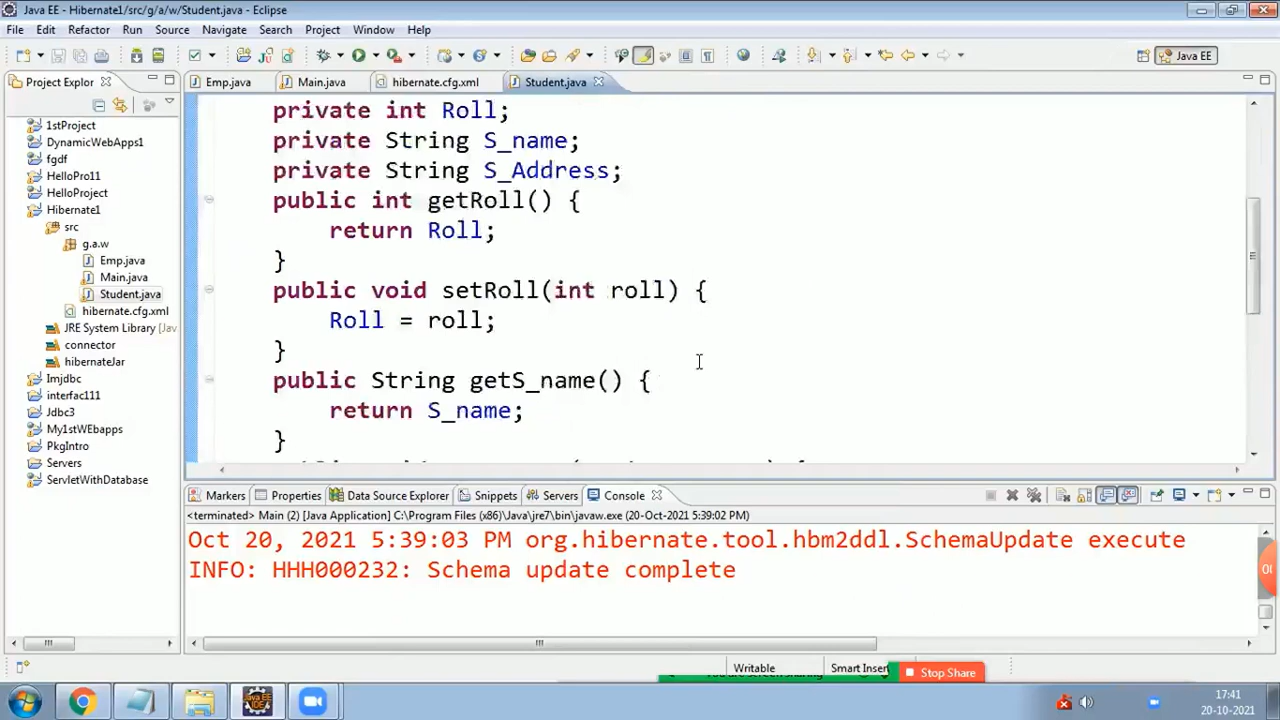 Java EE - Hibernate1/src/g/a/w/Student.java - Eclipse
File Edit Refactor Run Source Navigate Search Project Window Help
Java EE
Project Explor
Emp.java Main.java hibernate.cfg.xml Student.java
1stProject
DynamicWebApps1
fgdf
HelloPro11
HelloProject
Hibernate1
src
g.a.w
Emp.java
Main.java
Student.java
hibernate.cfg.xml
JRE System Library (
connector
hibernateJar
Imjdbc
interfac111
Jdbc3
My1stWEbapps
PkgIntro
Servers
ServletWithDatabase
private int Roll;
private String S_name;
private String S_Address;
public int getRoll() {
return Roll;
}
public void setRoll(int roll) {
Roll = roll;
}
public String getS_name() {
return S_name;
}
Markers Properties Data Source Explorer Snippets Servers Console
<terminated> Main (2) [Java Application] C:\Program Files (x86)\Java\jre7\bin\javaw.exe (20-Oct-2021 5:39:02 PM)
Oct 20, 2021 5:39:03 PM org.hibernate.tool.hbm2ddl.SchemaUpdate execute
INFO: HHH000232: Schema update complete
Writable Smart Insert
Stop Share
17:41
20-10-2021